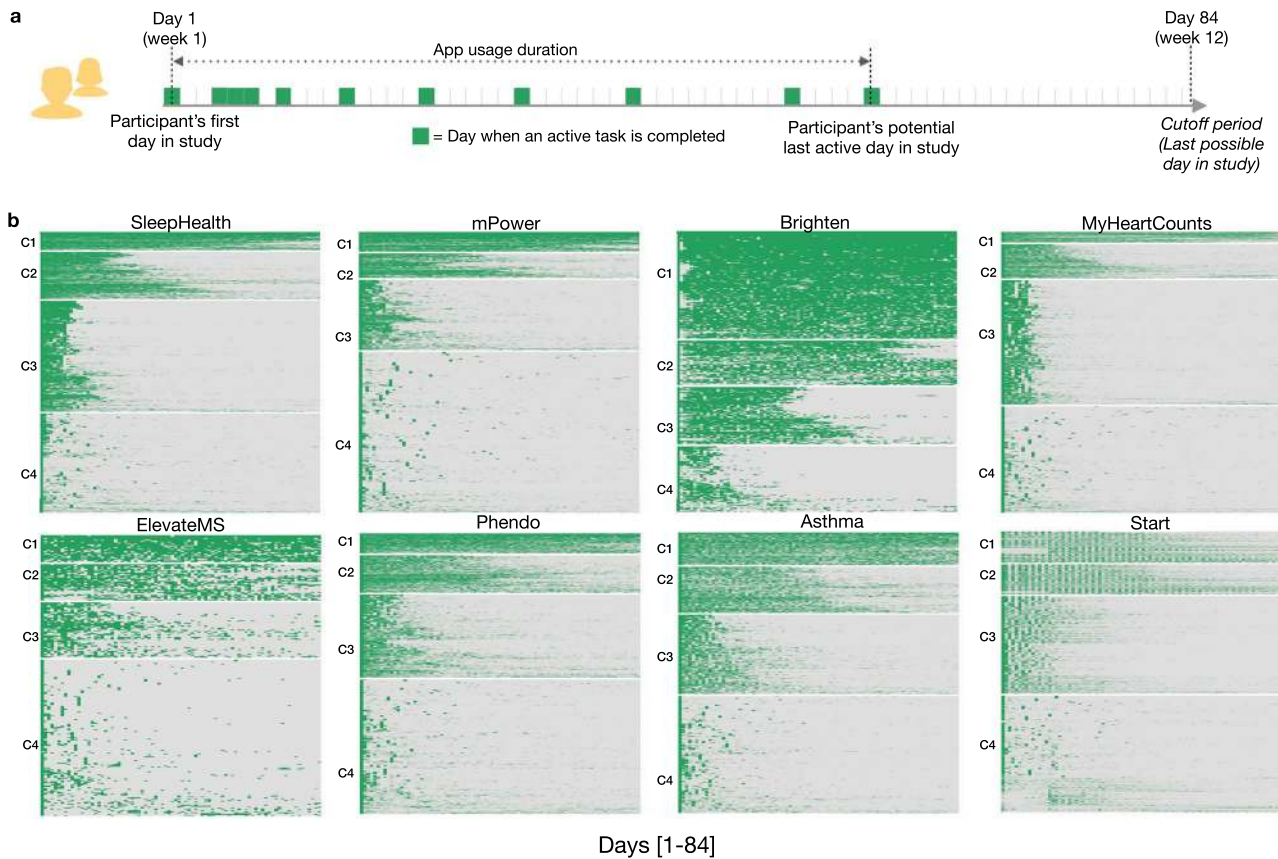 a
Day 1
(week 1)
App usage duration
Day 84
(week 12)
Participant's first
day in study
= Day when an active task is completed
Participant's potential
last active day in study
Cutoff period
(Last possible
day in study)
b
SleepHealth
C1
C2
C3
C4
mPower
C1
C2
C3
C4
Brighten
C1
C2
C3
C4
MyHeartCounts
C1
C2
C3
C4
ElevateMS
C1
C2
C3
C4
Phendo
C1
C2
C3
C4
Asthma
C1
C2
C3
C4
Start
C1
C2
C3
C4
Days [1-84]